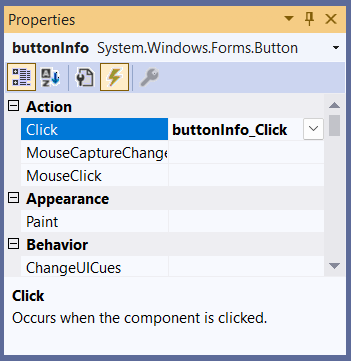 Properties
buttonInfo System.Windows.Forms.Button
Action
Click buttonInfo_Click
MouseCaptureChange
MouseClick
Appearance
Paint
Behavior
ChangeUICues
Click
Occurs when the component is clicked.